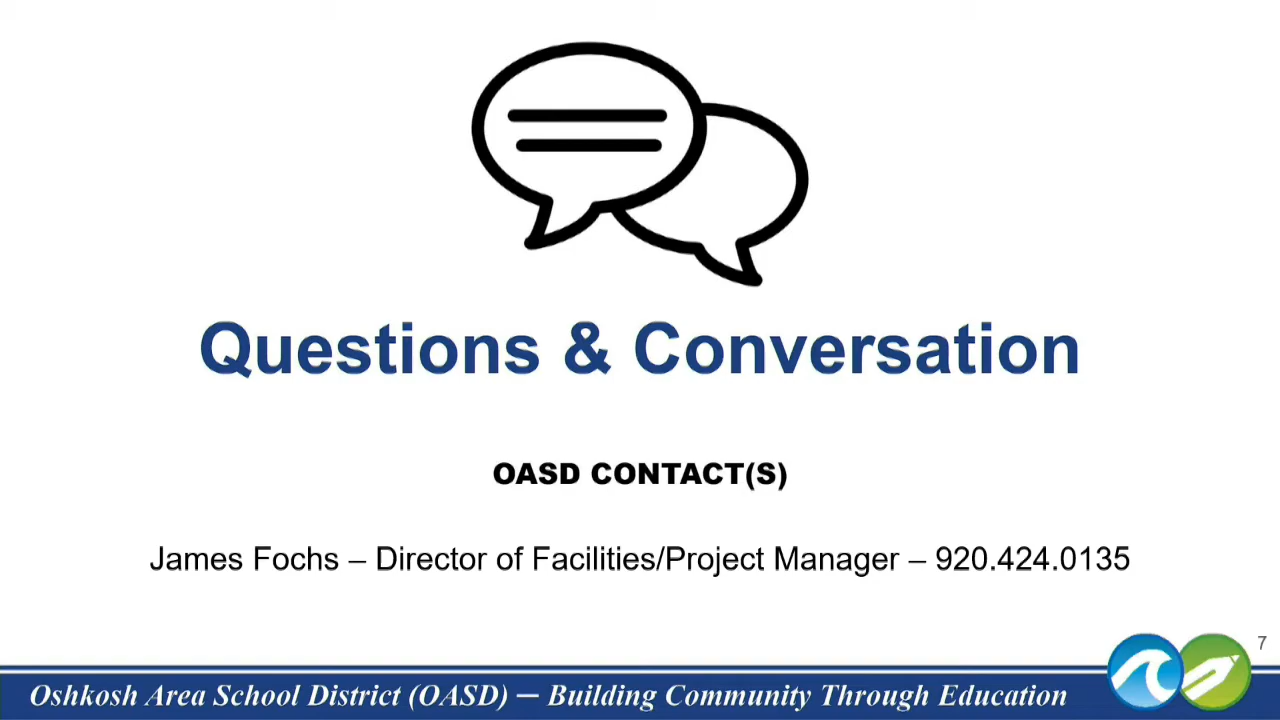 Questions & Conversation
OASD CONTACT(S)
James Fochs – Director of Facilities/Project Manager – 920.424.0135
7
Oshkosh Area School District (OASD) — Building Community Through Education